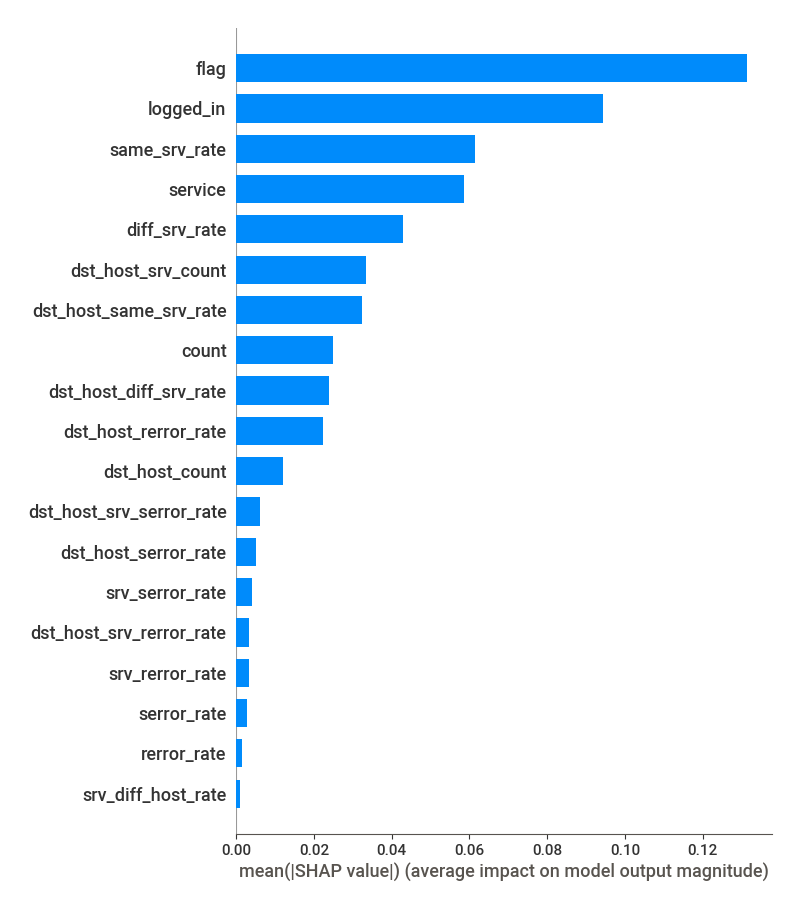 flag
logged_in
same_srv_rate
service
diff_srv_rate
dst_host_srv_count
dst_host_same_srv_rate
count
dst_host_diff_srv_rate
dst_host_rerror_rate
dst_host_count
dst_host_srv_serror_rate
dst_host_serror_rate
srv_serror_rate
dst_host_srv_rerror_rate
srv_rerror_rate
serror_rate
rerror_rate
srv_diff_host_rate
0.00 0.02 0.04 0.06 0.08 0.10 0.12
mean(|SHAP value|) (average impact on model output magnitude)